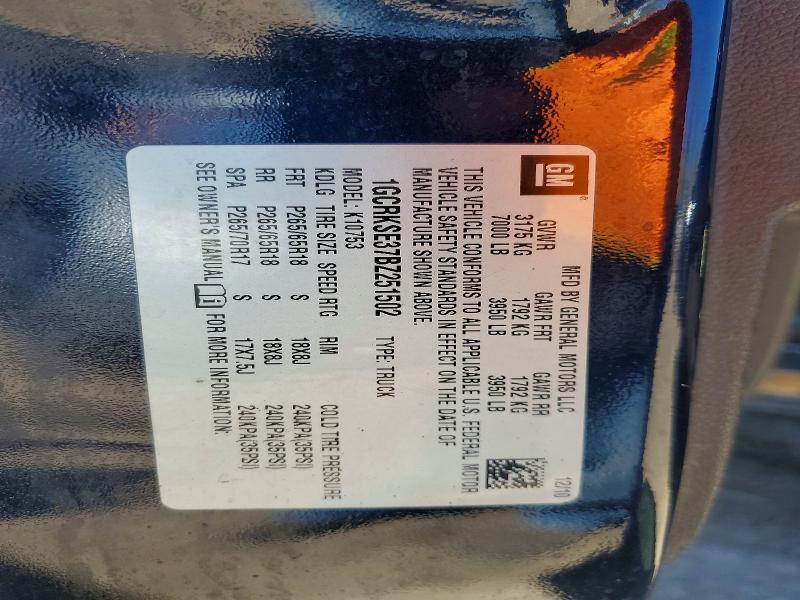 GM ®
MFD BY GENERAL MOTORS LLC 12/10
GVWR GAWR FRT GAWR RR
3175 KG 1792 KG 1792 KG
7000 LB 3950 LB 3950 LB
THIS VEHICLE CONFORMS TO ALL APPLICABLE U.S. FEDERAL MOTOR
VEHICLE SAFETY STANDARDS IN EFFECT ON THE DATE OF
MANUFACTURE SHOWN ABOVE.
1GCRKSE37BZ251502 TYPE: TRUCK
MODEL: K10753
KDLG TIRE SIZE SPEED RTG RIM COLD TIRE PRESSURE
FRT P265/65R18 S 18X8J 240KPA(35PSI)
RR P265/65R18 S 18X8J 240KPA(35PSI)
SPA P265/70R17 S 17X7.5J 240KPA(35PSI)
SEE OWNER'S MANUAL FOR MORE INFORMATION.